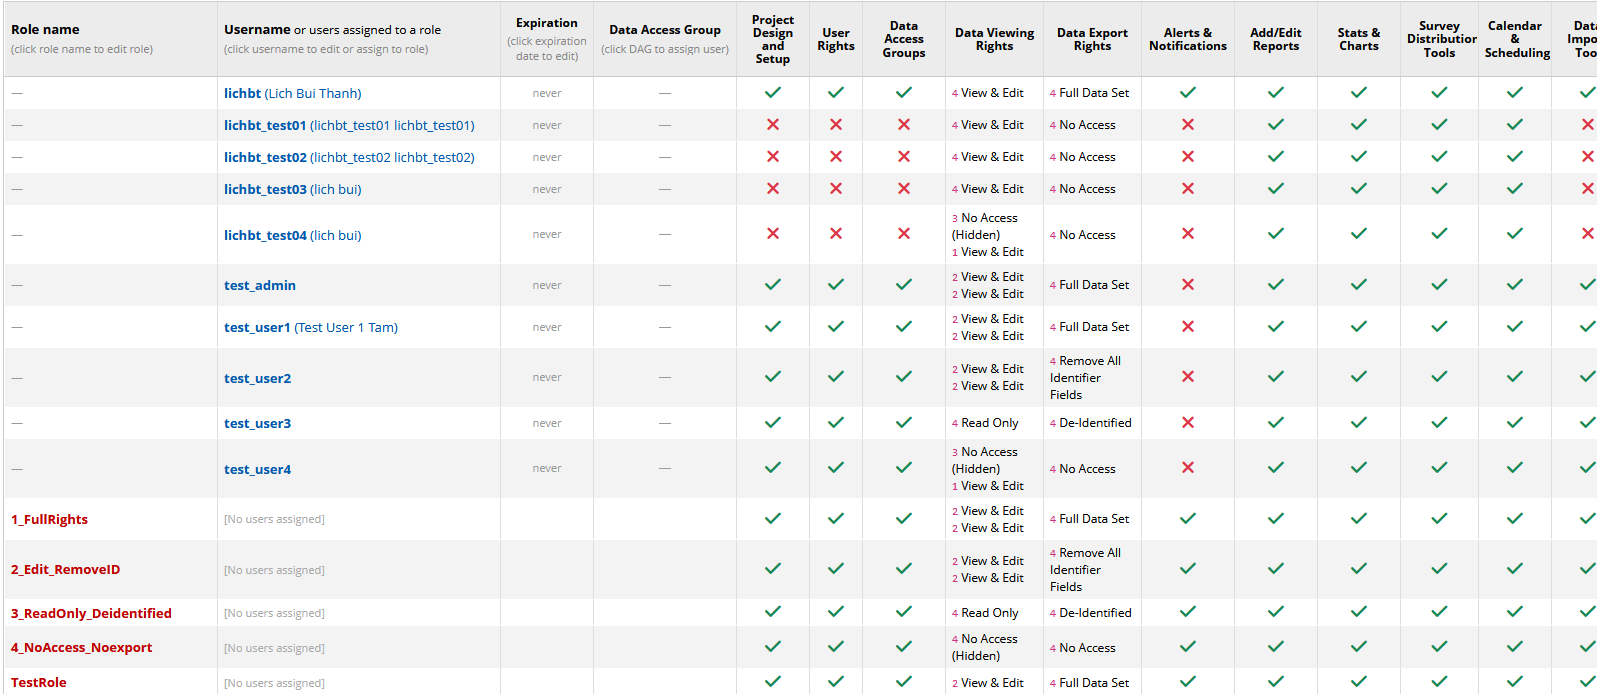 Role name
(click role name to edit role)
Username or users assigned to a role
(click username to edit or assign to role)
Expiration
(click expiration
date to edit)
Data Access Group
(click DAG to assign user)
Project
Design
and
Setup
User
Rights
Data
Access
Groups
Data Viewing
Rights
Data Export
Rights
Alerts &
Notifications
Add/Edit
Reports
Stats &
Charts
Survey
Distribution
Tools
Calendar
&
Scheduling
Data
Impo
Too
— lichbt (Lich Bui Thanh) never — 4 View & Edit 4 Full Data Set
— lichbt_test01 (lichbt_test01 lichbt_test01) never — 4 View & Edit 4 No Access
— lichbt_test02 (lichbt_test02 lichbt_test02) never — 4 View & Edit 4 No Access
— lichbt_test03 (lich bui) never — 4 View & Edit 4 No Access
— lichbt_test04 (lich bui) never —
3 No Access
(Hidden)
1 View & Edit
4 No Access
— test_admin never —
2 View & Edit
2 View & Edit
4 Full Data Set
— test_user1 (Test User 1 Tam) never —
2 View & Edit
2 View & Edit
4 Full Data Set
— test_user2 never —
2 View & Edit
2 View & Edit
4 Remove All
Identifier
Fields
— test_user3 never — 4 Read Only 4 De-Identified
— test_user4 never —
3 No Access
(Hidden)
1 View & Edit
4 No Access
1_FullRights [No users assigned]
2 View & Edit
2 View & Edit
4 Full Data Set
2_Edit_RemoveID [No users assigned]
2 View & Edit
2 View & Edit
4 Remove All
Identifier
Fields
3_ReadOnly_Deidentified [No users assigned] 4 Read Only 4 De-Identified
4_NoAccess_Noexport [No users assigned]
4 No Access
(Hidden)
4 No Access
TestRole [No users assigned] 2 View & Edit 4 Full Data Set